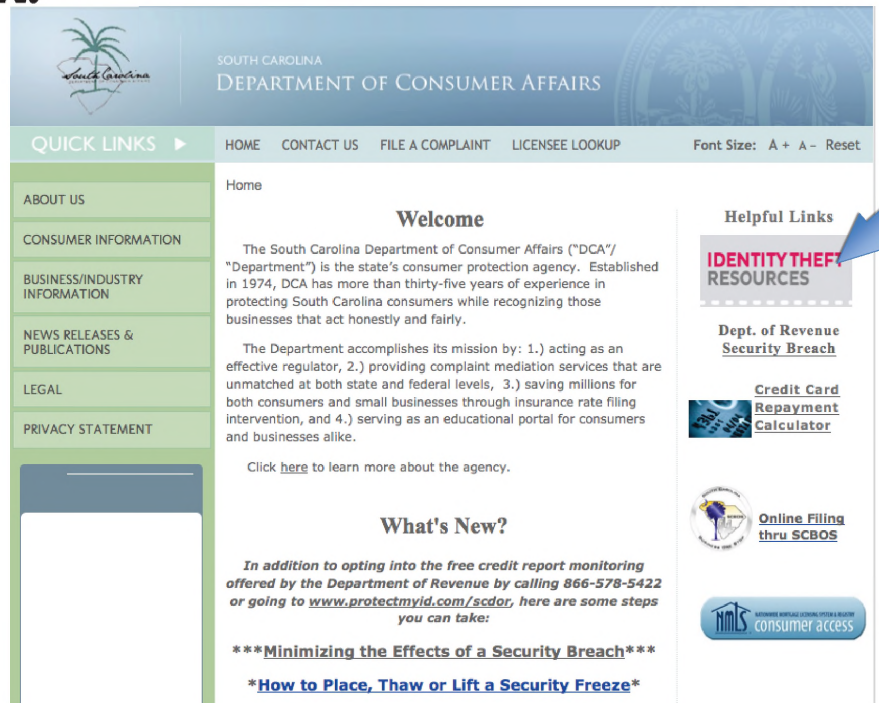 South Carolina
SOUTH CAROLINA
DEPARTMENT OF CONSUMER AFFAIRS
QUICK LINKS
HOME CONTACT US FILE A COMPLAINT LICENSEE LOOKUP
Font Size: A + A - Reset
ABOUT US
CONSUMER INFORMATION
BUSINESS/INDUSTRY
INFORMATION
NEWS RELEASES &
PUBLICATIONS
LEGAL
PRIVACY STATEMENT
Home
Welcome
The South Carolina Department of Consumer Affairs ("DCA"/
"Department") is the state's consumer protection agency. Established
in 1974, DCA has more than thirty-five years of experience in
protecting South Carolina consumers while recognizing those
businesses that act honestly and fairly.
The Department accomplishes its mission by: 1.) acting as an
effective regulator, 2.) providing complaint mediation services that are
unmatched at both state and federal levels, 3.) saving millions for
both consumers and small businesses through insurance rate filing
intervention, and 4.) serving as an educational portal for consumers
and businesses alike.
Click here to learn more about the agency.
What's New?
In addition to opting into the free credit report monitoring
offered by the Department of Revenue by calling 866-578-5422
or going to www.protectmyid.com/scdor, here are some steps
you can take:
***Minimizing the Effects of a Security Breach***
*How to Place, Thaw or Lift a Security Freeze*
Helpful Links
IDENTITY THEFT
RESOURCES
Dept. of Revenue
Security Breach
Credit Card
Repayment
Calculator
Online Filing
thru SCBOS
NMLS
NATIONWIDE MORTGAGE LICENSING SYSTEM & REGISTRY
consumer access